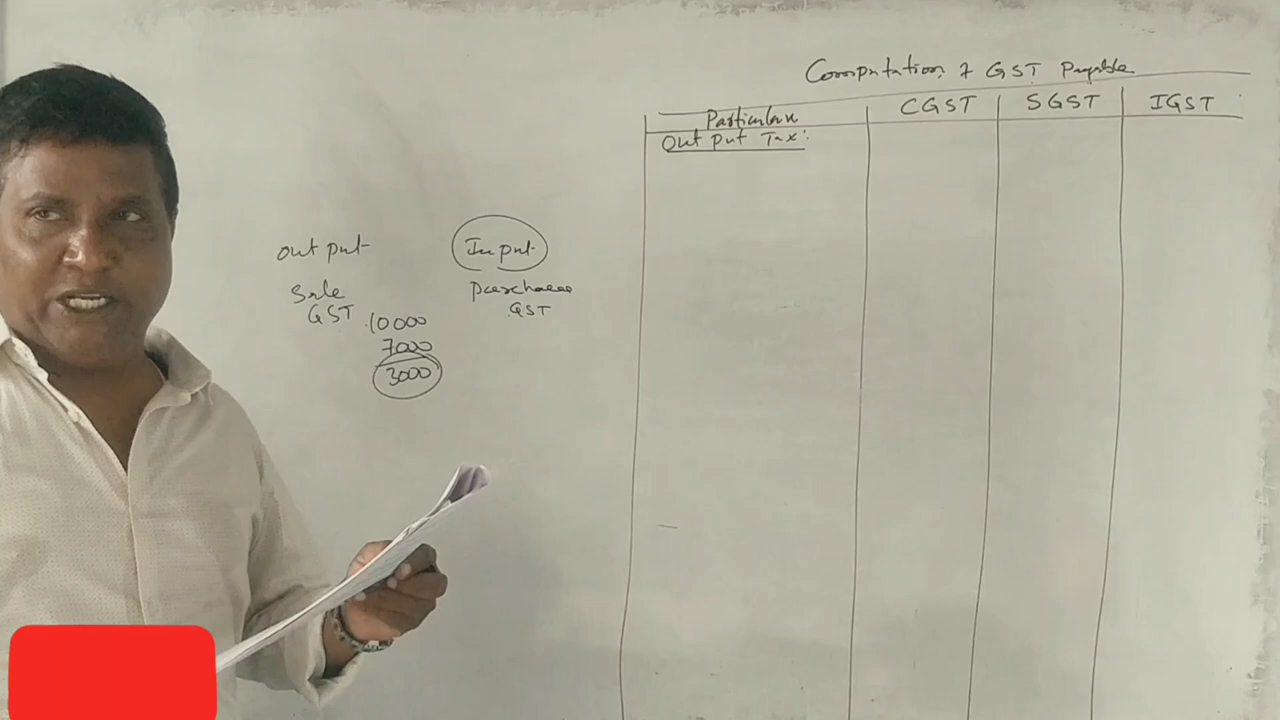 Computation of GST Payable
Particulars CGST SGST IGST
Out Put Tax:
Out put Input
Sale Purchases
GST GST
10000
7000
3000